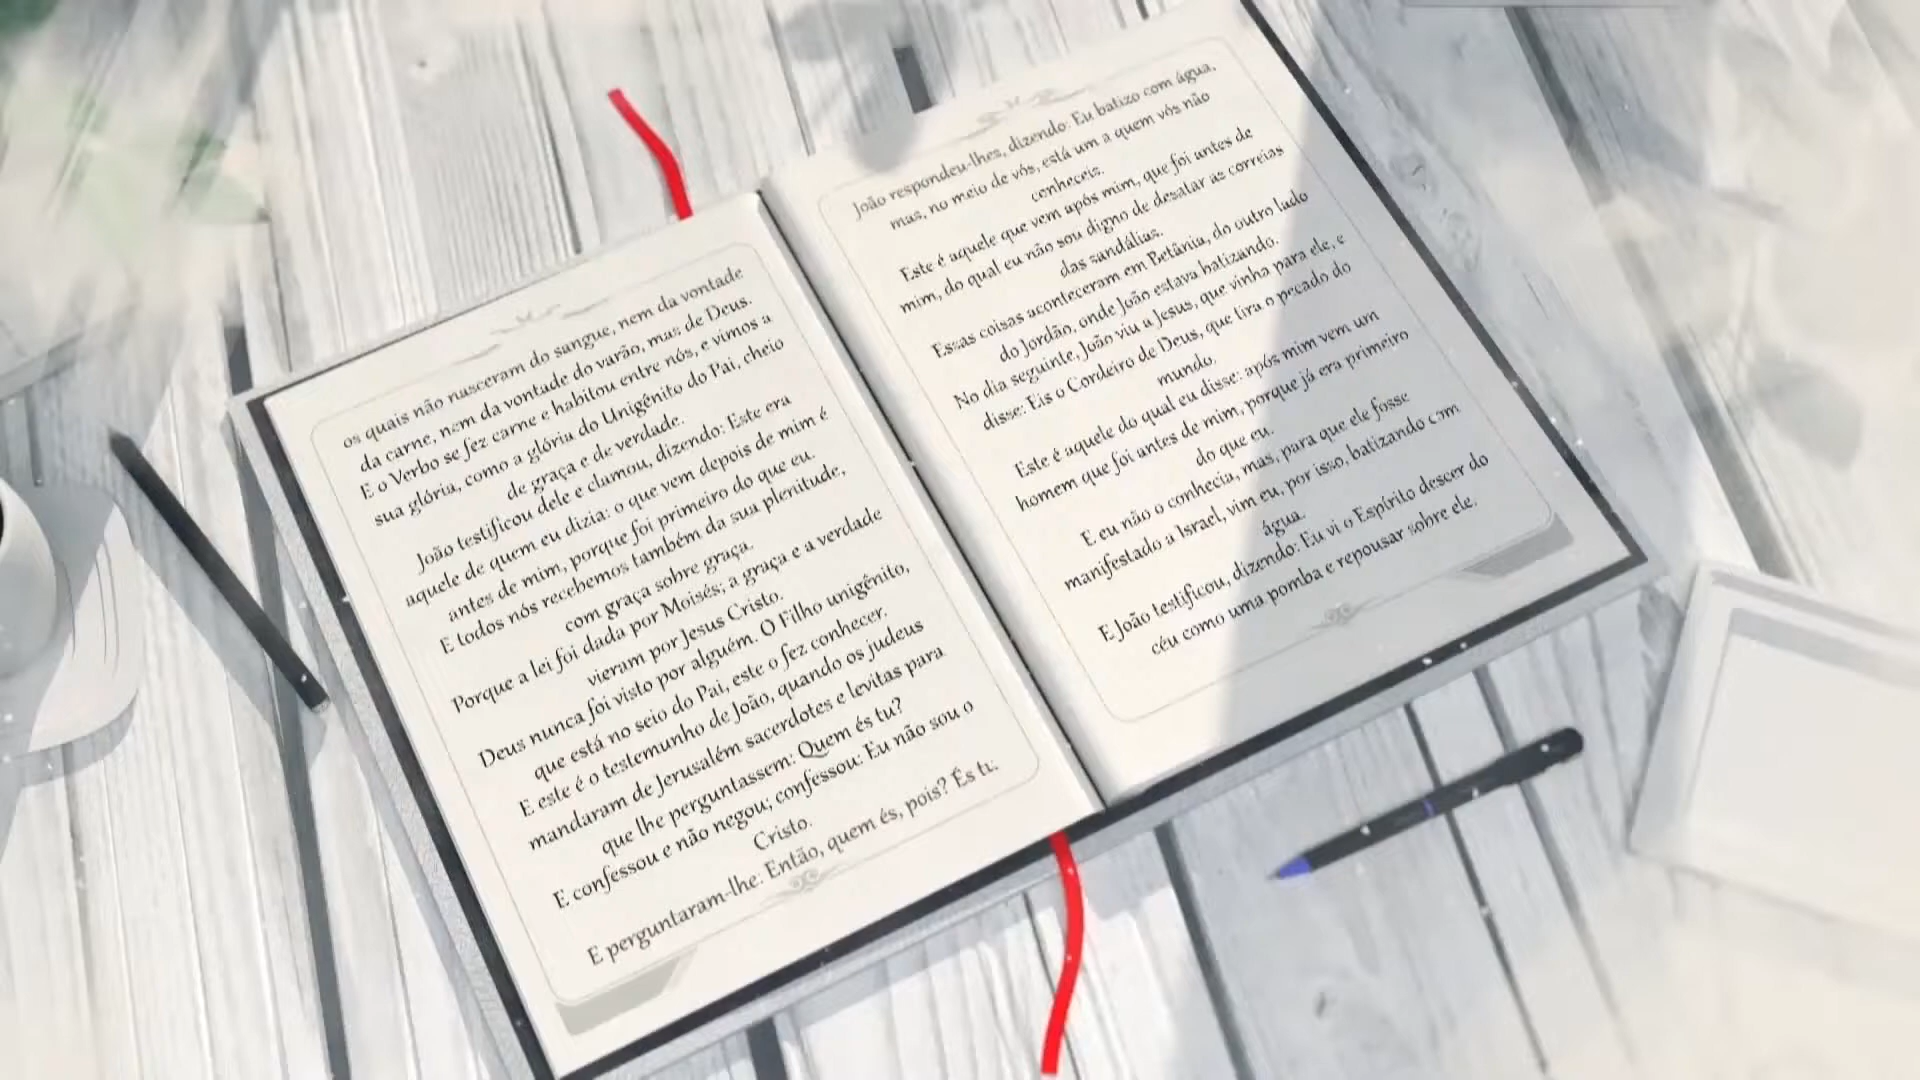 os quais não nasceram do sangue, nem da vontade
da carne, nem da vontade do varão, mas de Deus.
E o Verbo se fez carne e habitou entre nós, e vimos a
sua glória, como a glória do Unigênito do Pai, cheio
de graça e de verdade.
João testificou dele e clamou, dizendo: Este era
aquele de quem eu dizia: o que vem depois de mim é
antes de mim, porque foi primeiro do que eu.
E todos nós recebemos também da sua plenitude,
com graça sobre graça.
Porque a lei foi dada por Moisés; a graça e a verdade
vieram por Jesus Cristo.
Deus nunca foi visto por alguém. O Filho unigênito,
que está no seio do Pai, este o fez conhecer.
E este é o testemunho de João, quando os judeus
mandaram de Jerusalém sacerdotes e levitas para
que lhe perguntassem: Quem és tu?
E confessou e não negou; confessou: Eu não sou o
Cristo.
E perguntaram-lhe: Então, quem és, pois? És
João respondeu-lhes, dizendo: Eu batizo com água,
mas, no meio de vós, está um a quem vós não
conheceis.
Este é aquele que vem após mim, que foi antes de
mim, do qual eu não sou digno de desatar as correias
das sandálias.
Essas coisas aconteceram em Betânia, do outro lado
do Jordão, onde João estava batizando.
No dia seguinte, João viu a Jesus, que vinha para ele, e
disse: Eis o Cordeiro de Deus, que tira o pecado do
mundo.
Este é aquele do qual eu disse: após mim vem um
homem que foi antes de mim, porque já era primeiro
do que eu.
E eu não o conhecia, mas, para que ele fosse
manifestado a Israel, vim eu, por isso, batizando com
água.
E João testificou, dizendo: Eu vi o Espírito descer do
céu como uma pomba e repousar sobre ele.